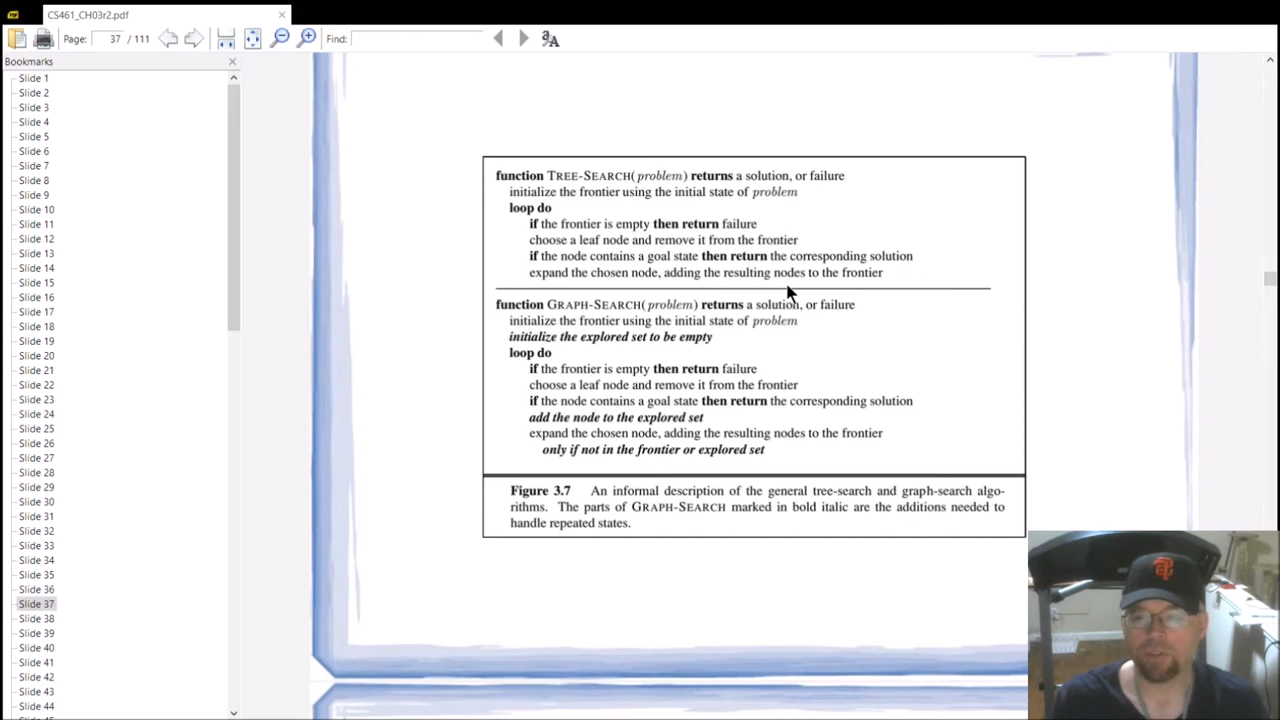 CS461_CH03r2.pdf
Page: 37 / 111
Find:
Bookmarks
Slide 1
Slide 2
Slide 3
Slide 4
Slide 5
Slide 6
Slide 7
Slide 8
Slide 9
Slide 10
Slide 11
Slide 12
Slide 13
Slide 14
Slide 15
Slide 16
Slide 17
Slide 18
Slide 19
Slide 20
Slide 21
Slide 22
Slide 23
Slide 24
Slide 25
Slide 26
Slide 27
Slide 28
Slide 29
Slide 30
Slide 31
Slide 32
Slide 33
Slide 34
Slide 35
Slide 36
Slide 37
Slide 38
Slide 39
Slide 40
Slide 41
Slide 42
Slide 43
Slide 44
function TREE-SEARCH(problem) returns a solution, or failure
initialize the frontier using the initial state of problem
loop do
if the frontier is empty then return failure
choose a leaf node and remove it from the frontier
if the node contains a goal state then return the corresponding solution
expand the chosen node, adding the resulting nodes to the frontier
function GRAPH-SEARCH(problem) returns a solution, or failure
initialize the frontier using the initial state of problem
initialize the explored set to be empty
loop do
if the frontier is empty then return failure
choose a leaf node and remove it from the frontier
if the node contains a goal state then return the corresponding solution
add the node to the explored set
expand the chosen node, adding the resulting nodes to the frontier
only if not in the frontier or explored set
Figure 3.7 An informal description of the general tree-search and graph-search algo-
rithms. The parts of GRAPH-SEARCH marked in bold italic are the additions needed to
handle repeated states.
SF